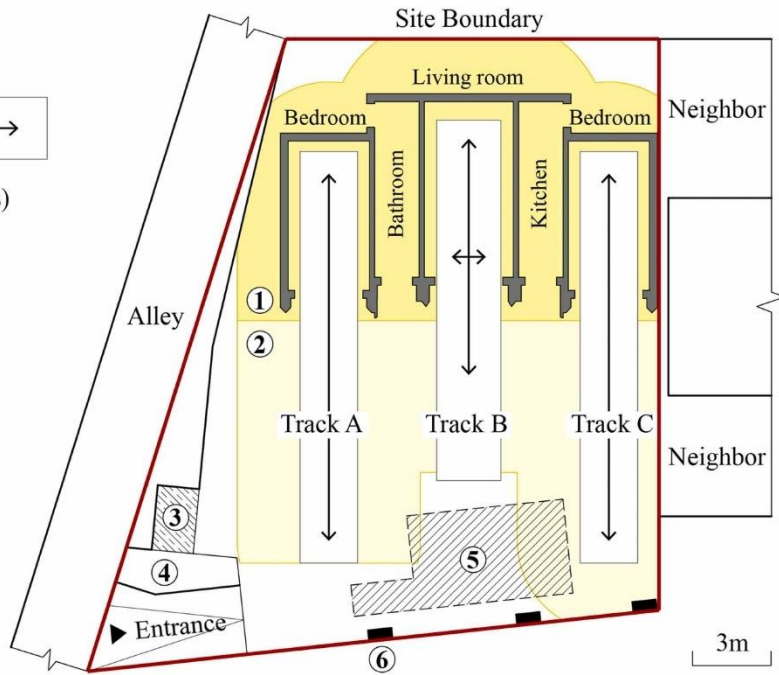 Site Boundary
Living room
Bedroom
Bedroom
Neighbor
Bathroom
Kitchen
)
Alley
①
②
Track A
Track B
Track C
Neighbor
③
④
⑤
Entrance
⑥
3m